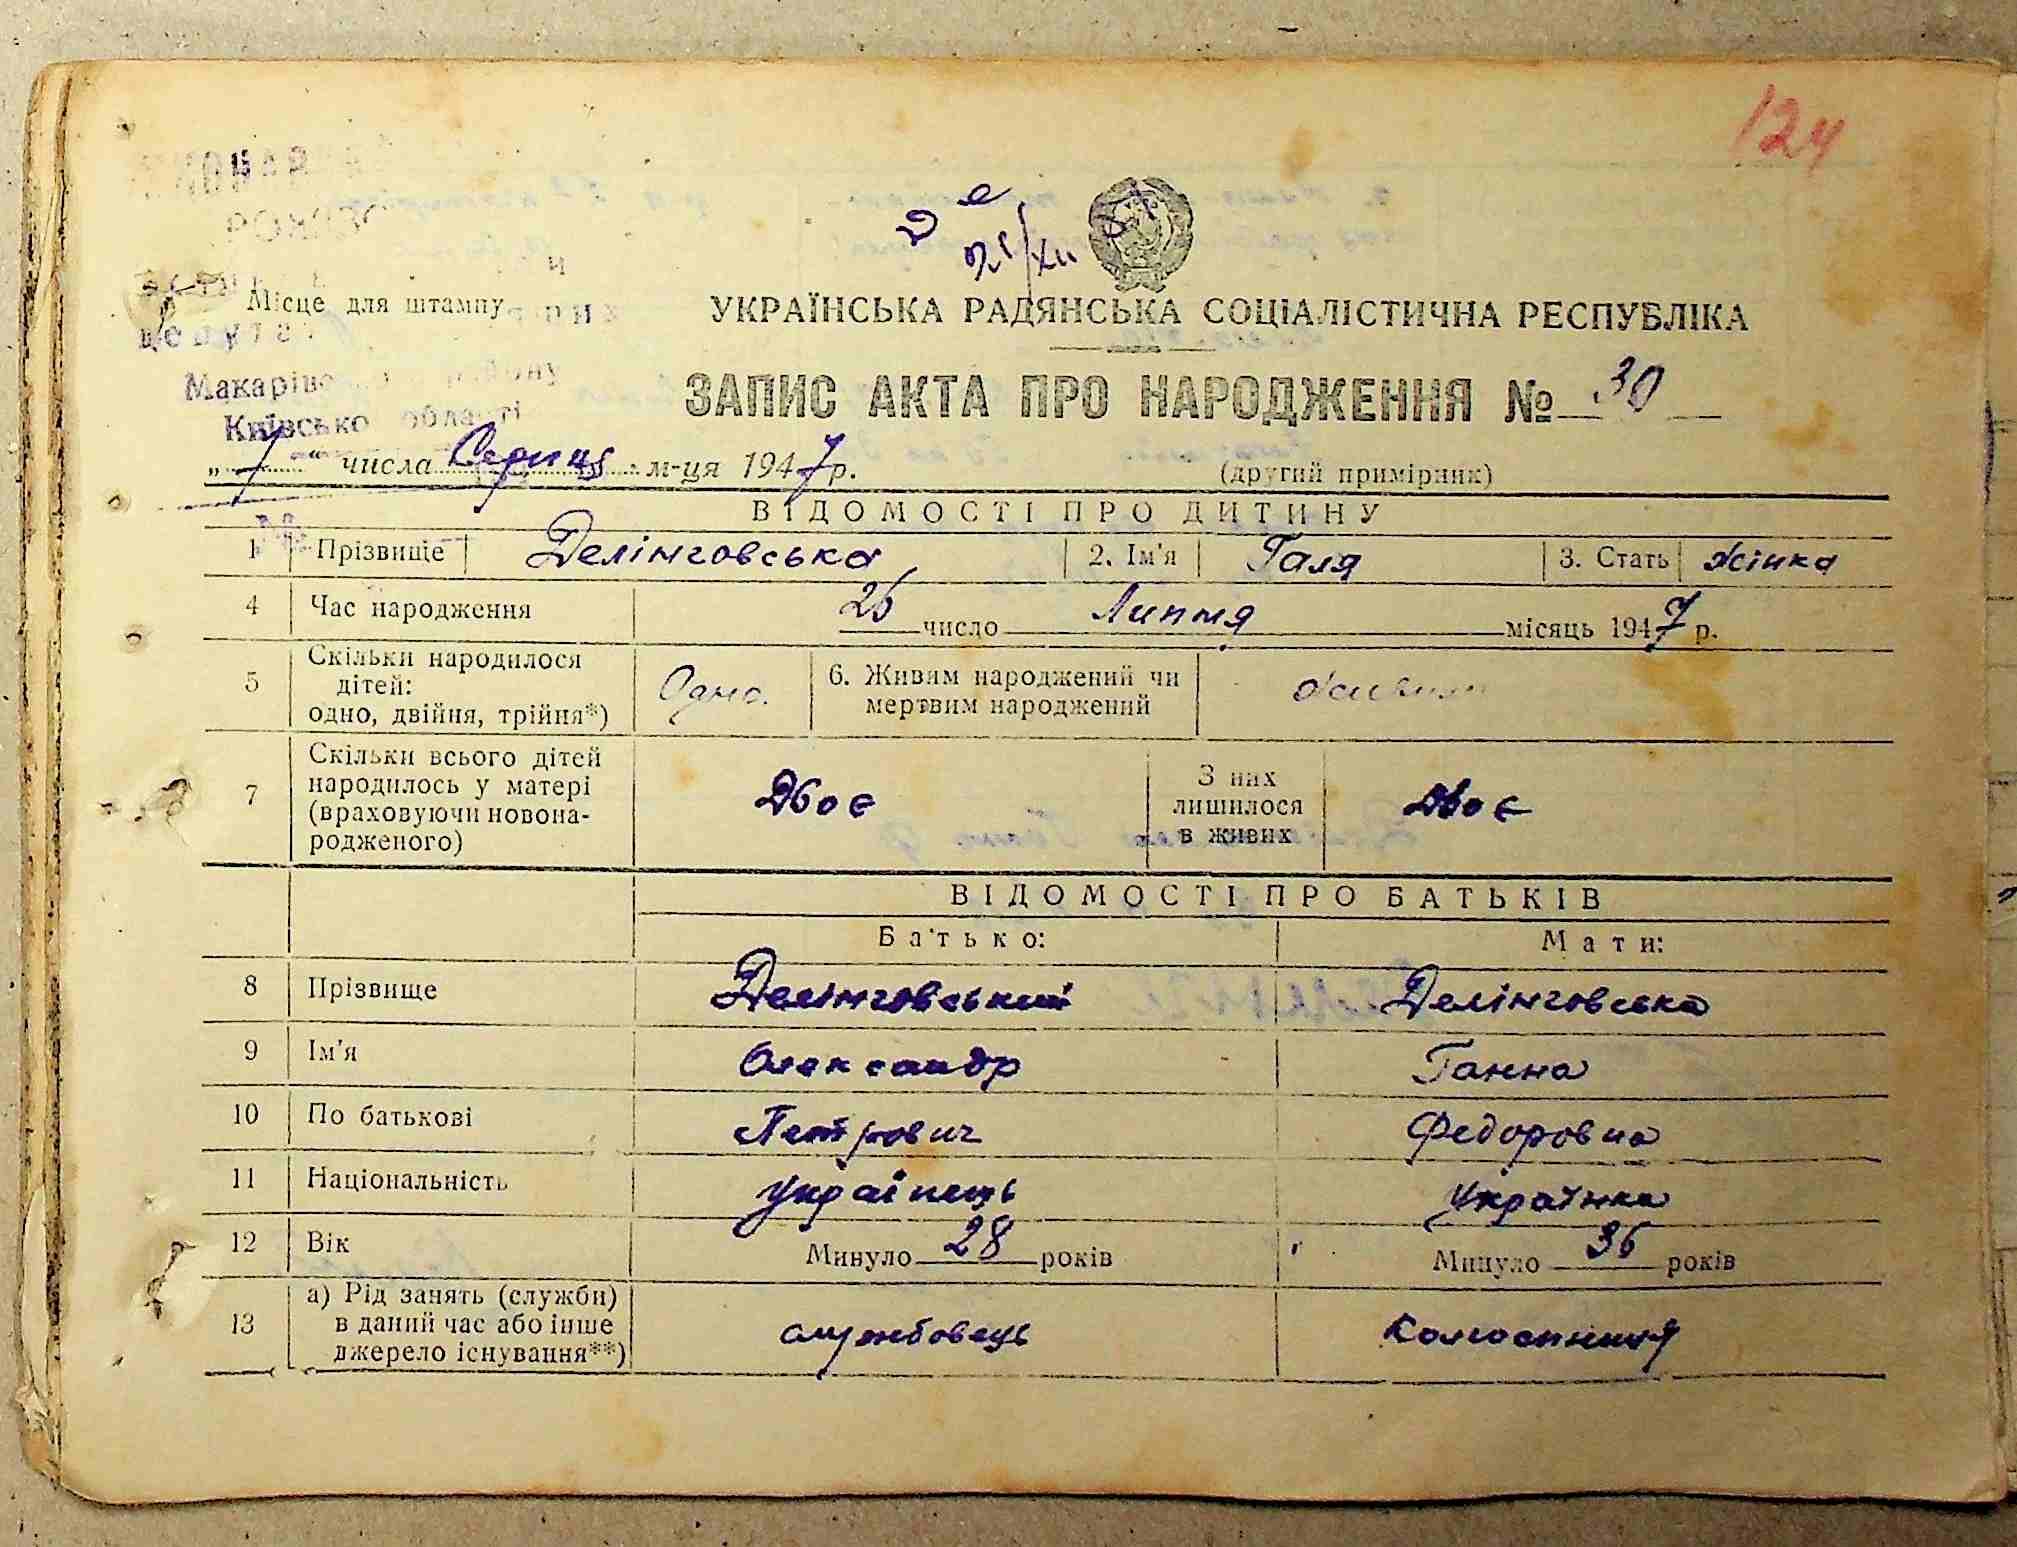 124
Місце для штампу
УКРАЇНСЬКА РАДЯНСЬКА СОЦІАЛІСТИЧНА РЕСПУБЛІКА
ЗАПИС АКТА ПРО НАРОДЖЕННЯ № 30
Київсько області
„ 7 “ числа Серпця м-ця 1947 р. (другий примірник)
ВІДОМОСТІ ПРО ДИТИНУ
1 Прізвище Делінговська 2. Ім'я Галя 3. Стать жінка
4 Час народження 26 число Липня місяць 1947 р.
5 Скільки народилося
дітей:
одно, двійня, трійня*) Одно. 6. Живим народжений чи
мертвим народжений Живим
7 Скільки всього дітей
народилось у матері
(враховуючи новона-
родженого) Двоє З них
лишилося
в живих Двоє
ВІДОМОСТІ ПРО БАТЬКІВ
Батько: Мати:
8 Прізвище Делінговський Делінговська
9 Ім'я Олександр Ганна
10 По батькові Петрович Федоровна
11 Національність Українець Українка
12 Вік Минуло 28 років Минуло 36 років
13 а) Рід занять (служби)
в даний час або інше
джерело існування**) службовець колгоспниця